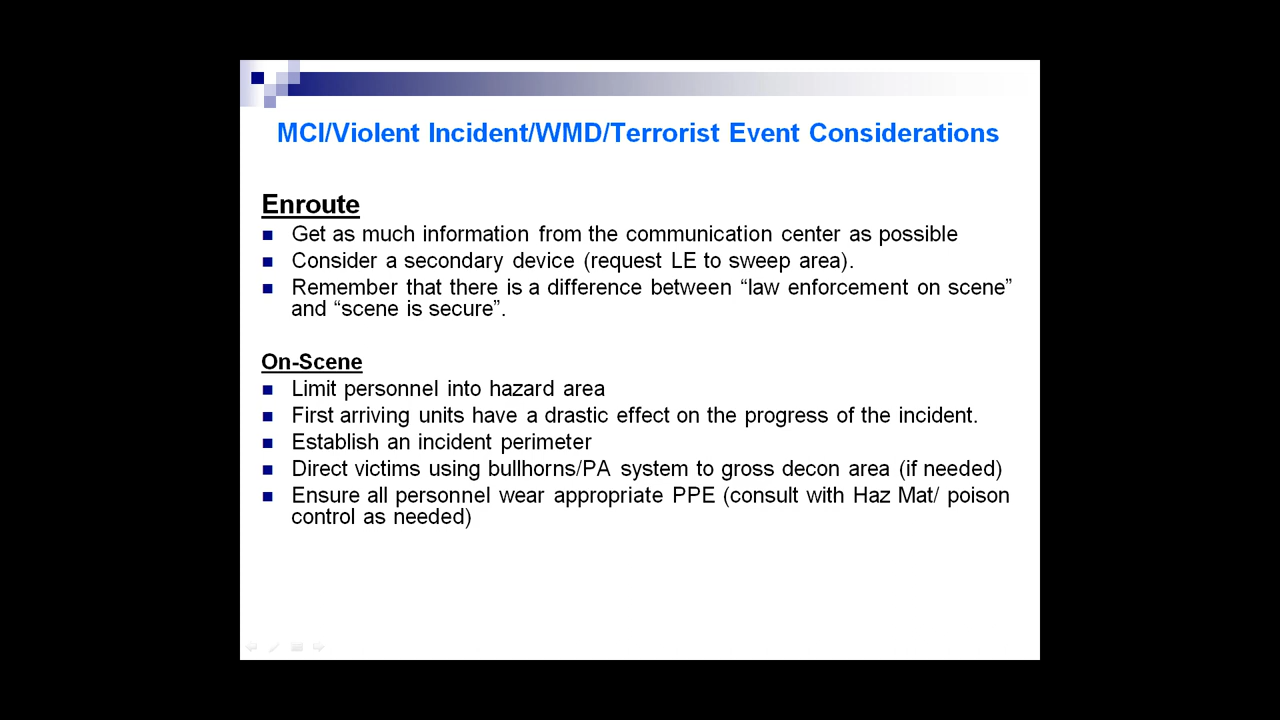 MCI/Violent Incident/WMD/Terrorist Event Considerations
Enroute
Get as much information from the communication center as possible
Consider a secondary device (request LE to sweep area).
Remember that there is a difference between “law enforcement on scene”
and “scene is secure”.
On-Scene
Limit personnel into hazard area
First arriving units have a drastic effect on the progress of the incident.
Establish an incident perimeter
Direct victims using bullhorns/PA system to gross decon area (if needed)
Ensure all personnel wear appropriate PPE (consult with Haz Mat/ poison
control as needed)